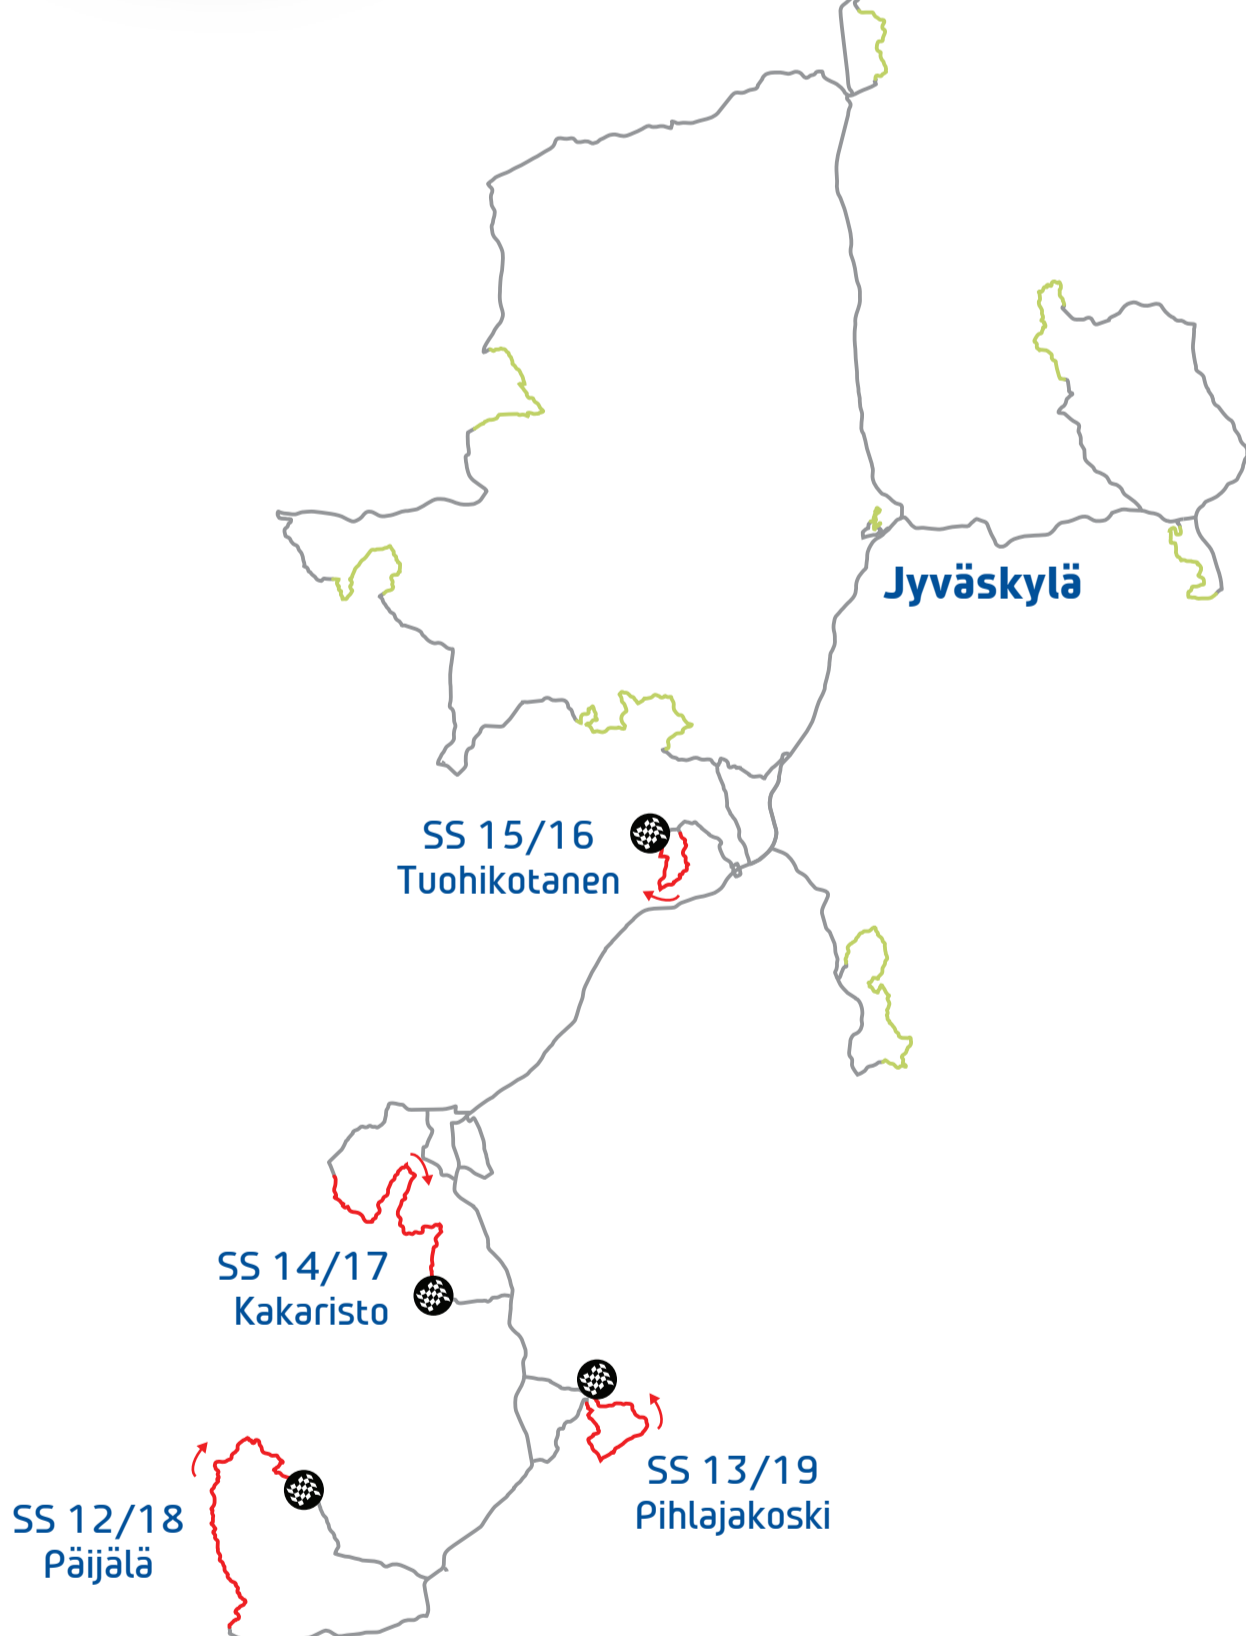 Jyväskylä
SS 15/16
Tuohikotanen
SS 14/17
Kakaristo
SS 13/19
Pihlajakoski
SS 12/18
Päijälä